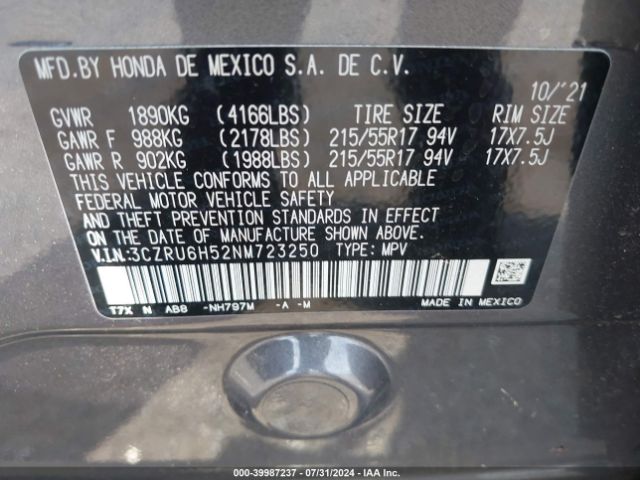 MFD.BY HONDA DE MEXICO S.A. DE C.V.
10/'21
GVWR 1890KG (4166LBS) TIRE SIZE RIM SIZE
GAWR F 988KG (2178LBS) 215/55R17 94V 17X7.5J
GAWR R 902KG (1988LBS) 215/55R17 94V 17X7.5J
THIS VEHICLE CONFORMS TO ALL APPLICABLE
FEDERAL MOTOR VEHICLE SAFETY
AND THEFT PREVENTION STANDARDS IN EFFECT
ON THE DATE OF MANUFACTURE SHOWN ABOVE.
V.I.N.:3CZRU6H52NM723250 TYPE: MPV
T7X N AB8 -NH797M -A -M MADE IN MEXICO
000-39987237 - 07/31/2024 - IAA Inc.